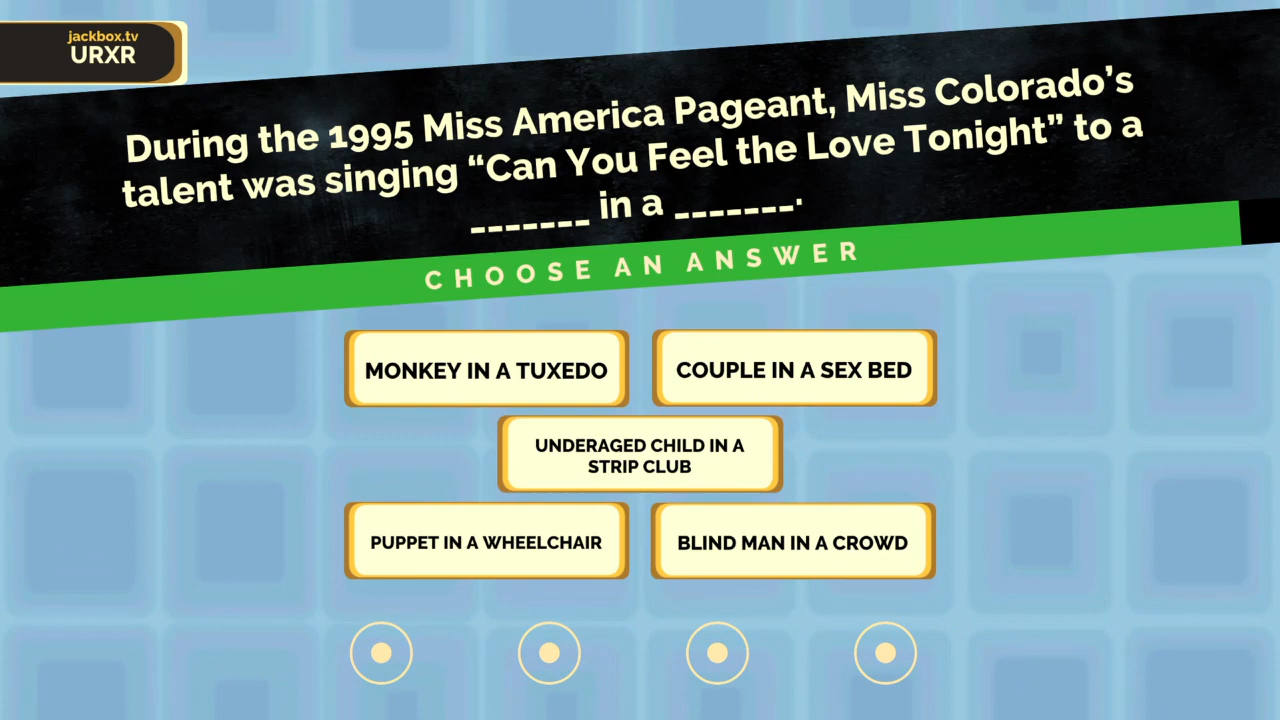 jackbox.tv
URXR
During the 1995 Miss America Pageant, Miss Colorado’s
talent was singing “Can You Feel the Love Tonight” to a
_______ in a _______.
CHOOSE AN ANSWER
MONKEY IN A TUXEDO
COUPLE IN A SEX BED
UNDERAGED CHILD IN A
STRIP CLUB
PUPPET IN A WHEELCHAIR
BLIND MAN IN A CROWD